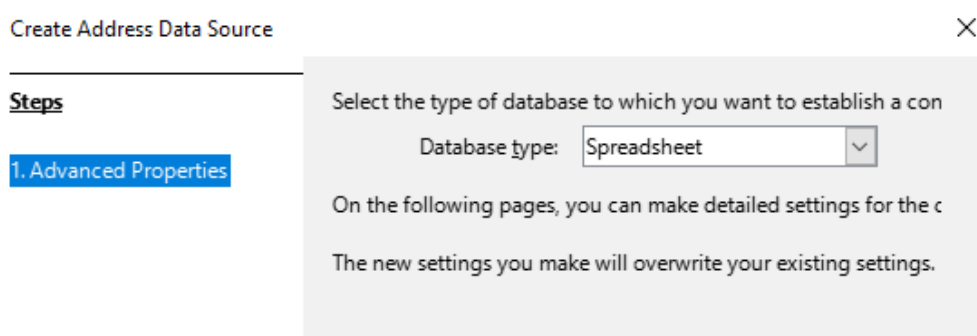 Create Address Data Source
Steps
1. Advanced Properties
Select the type of database to which you want to establish a con
Database type: Spreadsheet
On the following pages, you can make detailed settings for the c
The new settings you make will overwrite your existing settings.